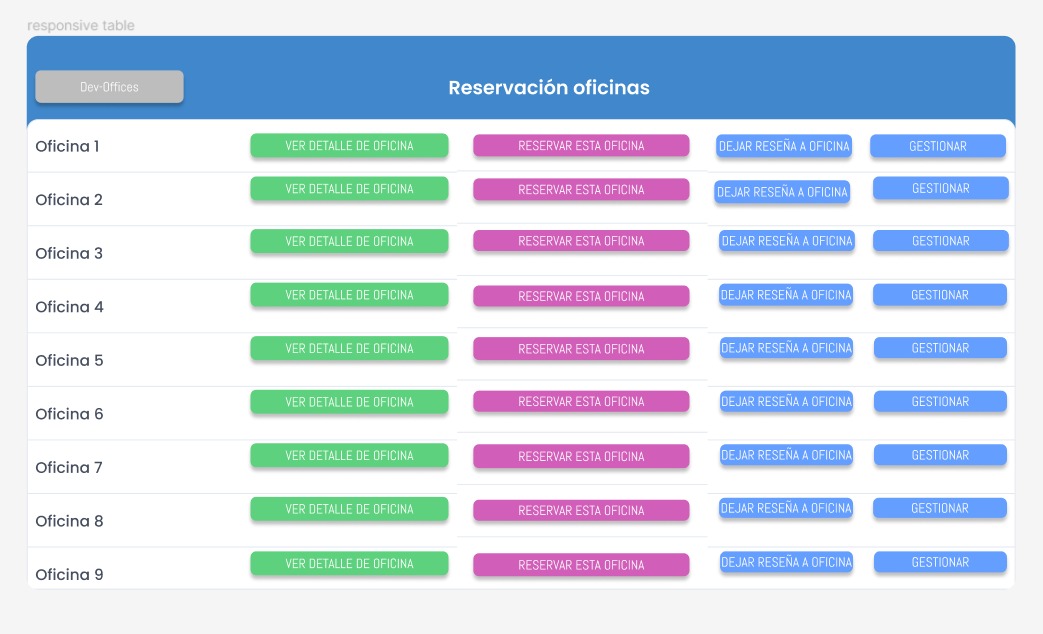 responsive table
Dev-Offices
Reservación oficinas
Oficina 1 VER DETALLE DE OFICINA RESERVAR ESTA OFICINA DEJAR RESEÑA A OFICINA GESTIONAR
Oficina 2 VER DETALLE DE OFICINA RESERVAR ESTA OFICINA DEJAR RESEÑA A OFICINA GESTIONAR
Oficina 3 VER DETALLE DE OFICINA RESERVAR ESTA OFICINA DEJAR RESEÑA A OFICINA GESTIONAR
Oficina 4 VER DETALLE DE OFICINA RESERVAR ESTA OFICINA DEJAR RESEÑA A OFICINA GESTIONAR
Oficina 5 VER DETALLE DE OFICINA RESERVAR ESTA OFICINA DEJAR RESEÑA A OFICINA GESTIONAR
Oficina 6 VER DETALLE DE OFICINA RESERVAR ESTA OFICINA DEJAR RESEÑA A OFICINA GESTIONAR
Oficina 7 VER DETALLE DE OFICINA RESERVAR ESTA OFICINA DEJAR RESEÑA A OFICINA GESTIONAR
Oficina 8 VER DETALLE DE OFICINA RESERVAR ESTA OFICINA DEJAR RESEÑA A OFICINA GESTIONAR
Oficina 9 VER DETALLE DE OFICINA RESERVAR ESTA OFICINA DEJAR RESEÑA A OFICINA GESTIONAR